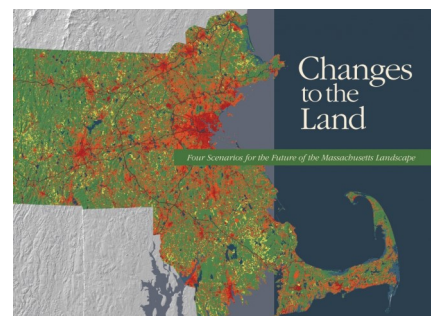 Changes
to the
Land
Four Scenarios for the Future of the Massachusetts Landscape